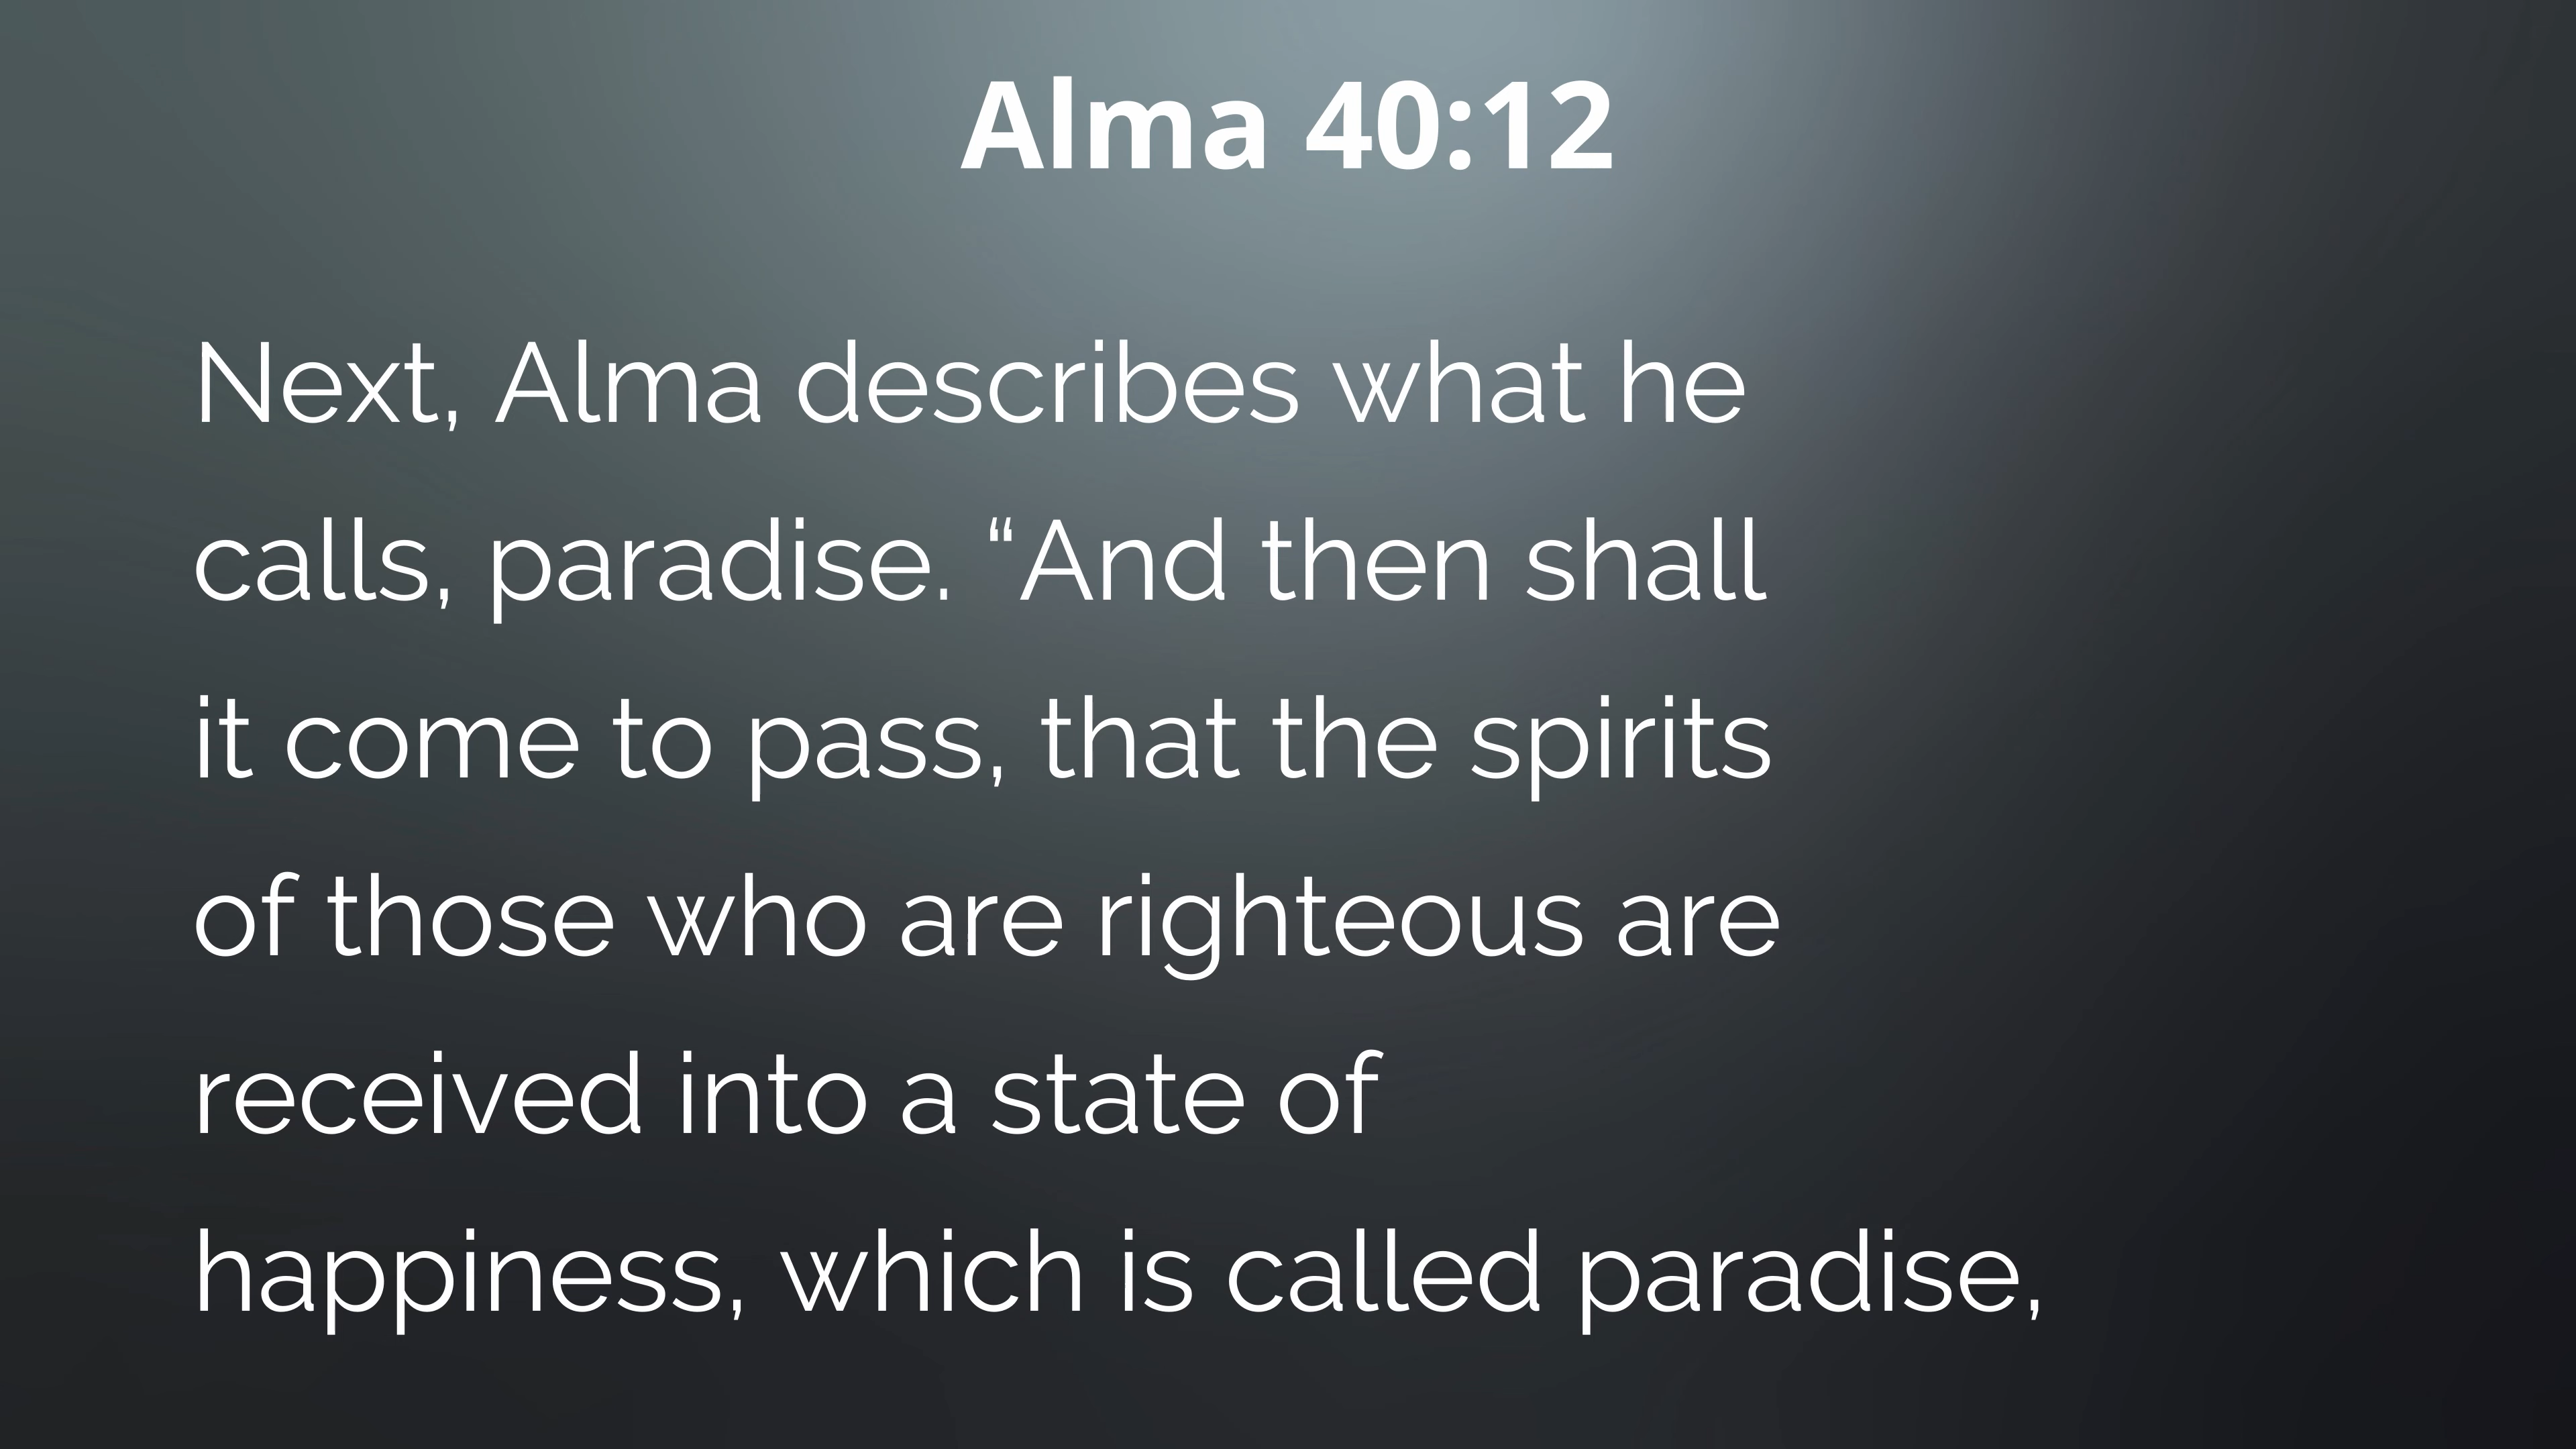 Alma 40:12
Next, Alma describes what he
calls, paradise. “And then shall
it come to pass, that the spirits
of those who are righteous are
received into a state of
happiness, which is called paradise,